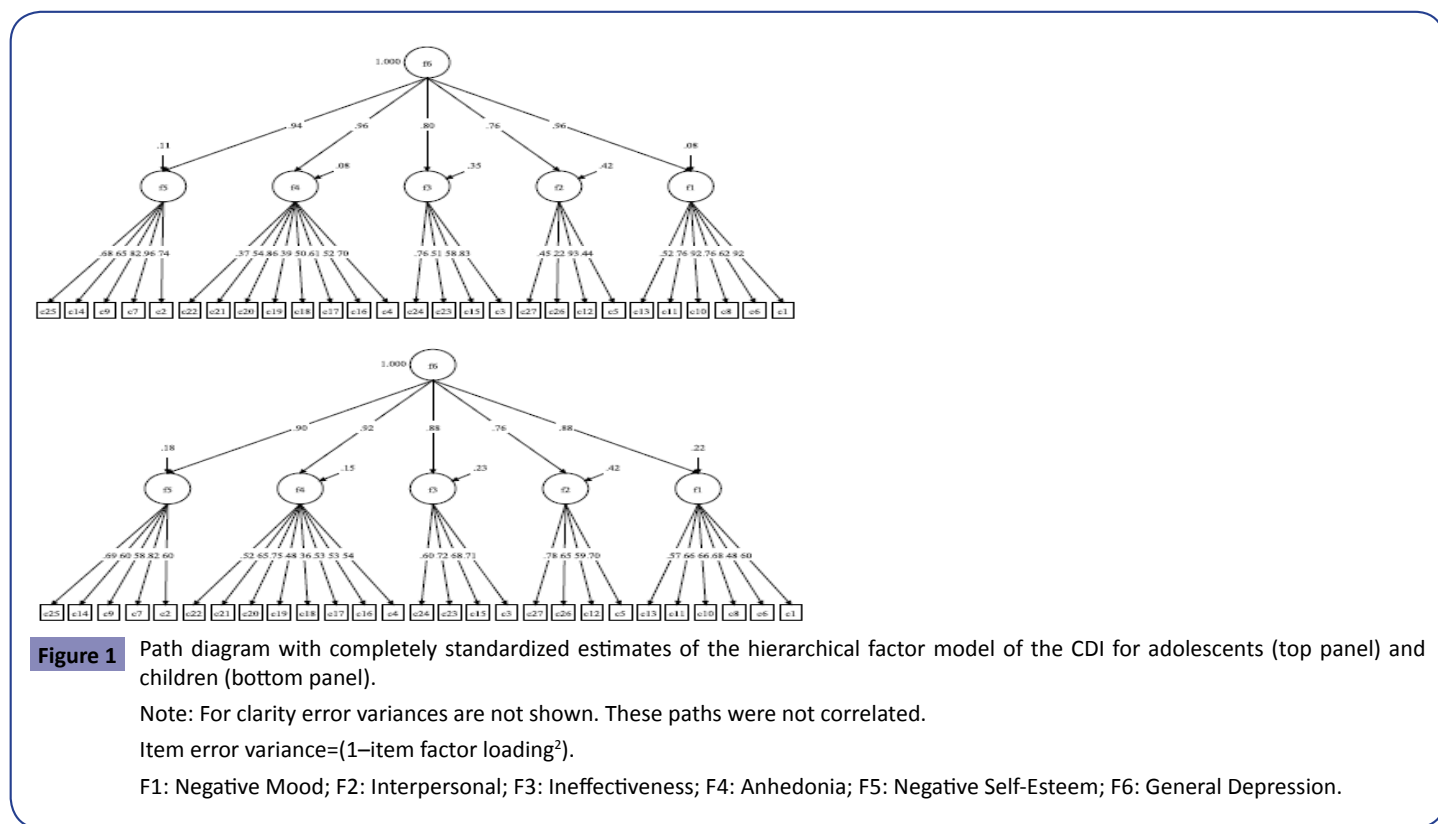 1.000 f6
.94 .96 .80 .76 .96
.11 .08 .35 .42 .08
f5 f4 f3 f2 f1
.68 65 82.96 74 .37 54.86 39 50.61 52 70 .76 51 58.83 .45 22 93.44 .52 76 92.76 62 92
c25 c14 c9 c7 c2 c22 c21 c20 c19 c18 c17 c16 c4 c24 c23 c15 c3 c27 c26 c12 c5 c13 c11 c10 c8 c6 c1
1.000 f6
.90 .92 .88 .76 .88
.18 .15 .23 .42 .22
f5 f4 f3 f2 f1
.69 60 58.82 60 .52 65.75 48 36.53 53 54 .60 72 68.71 .78 65 59.70 .57 66 66.68 48 60
c25 c14 c9 c7 c2 c22 c21 c20 c19 c18 c17 c16 c4 c24 c23 c15 c3 c27 c26 c12 c5 c13 c11 c10 c8 c6 c1
Figure 1 Path diagram with completely standardized estimates of the hierarchical factor model of the CDI for adolescents (top panel) and
children (bottom panel).
Note: For clarity error variances are not shown. These paths were not correlated.
Item error variance=(1–item factor loading²).
F1: Negative Mood; F2: Interpersonal; F3: Ineffectiveness; F4: Anhedonia; F5: Negative Self-Esteem; F6: General Depression.